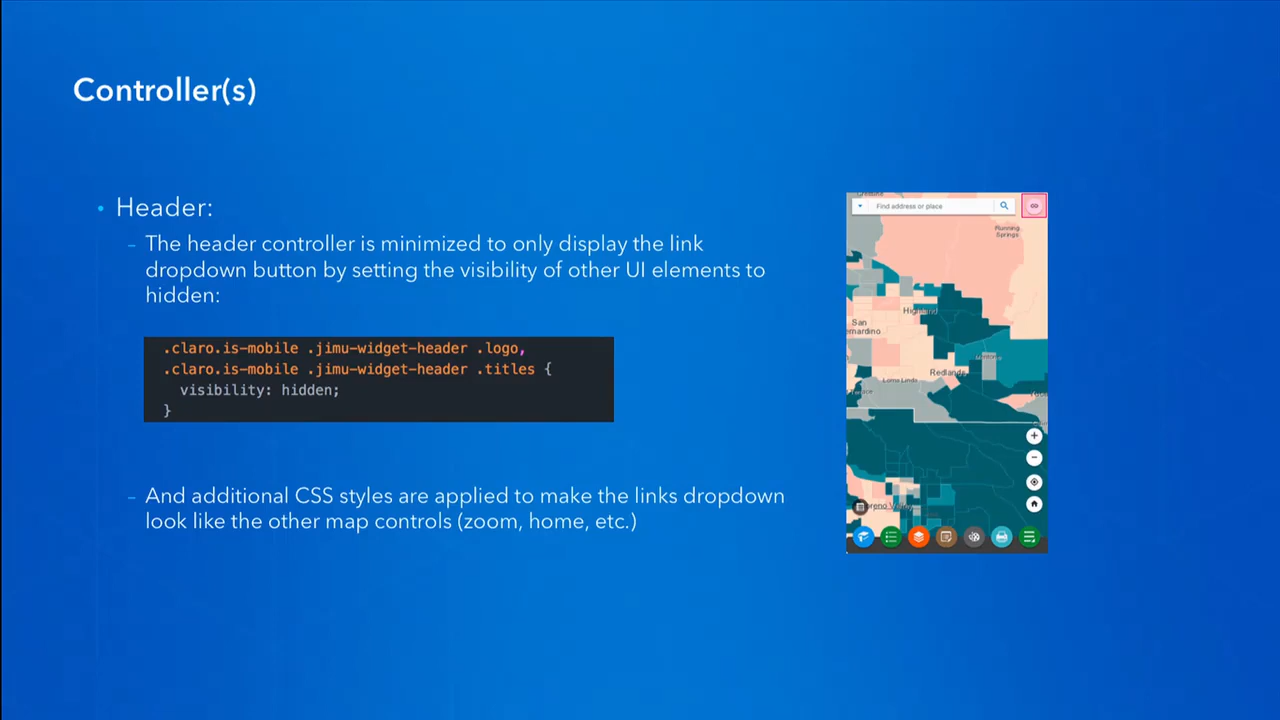 Controller(s)
• Header:
– The header controller is minimized to only display the link
dropdown button by setting the visibility of other UI elements to
hidden:
.claro.is-mobile .jimu-widget-header .logo,
.claro.is-mobile .jimu-widget-header .titles {
visibility: hidden;
}
– And additional CSS styles are applied to make the links dropdown
look like the other map controls (zoom, home, etc.)
Find address or place
Running
Springs
Highland
San
ernardino
Redlands
Loma Linda
oreno Valley
+
−